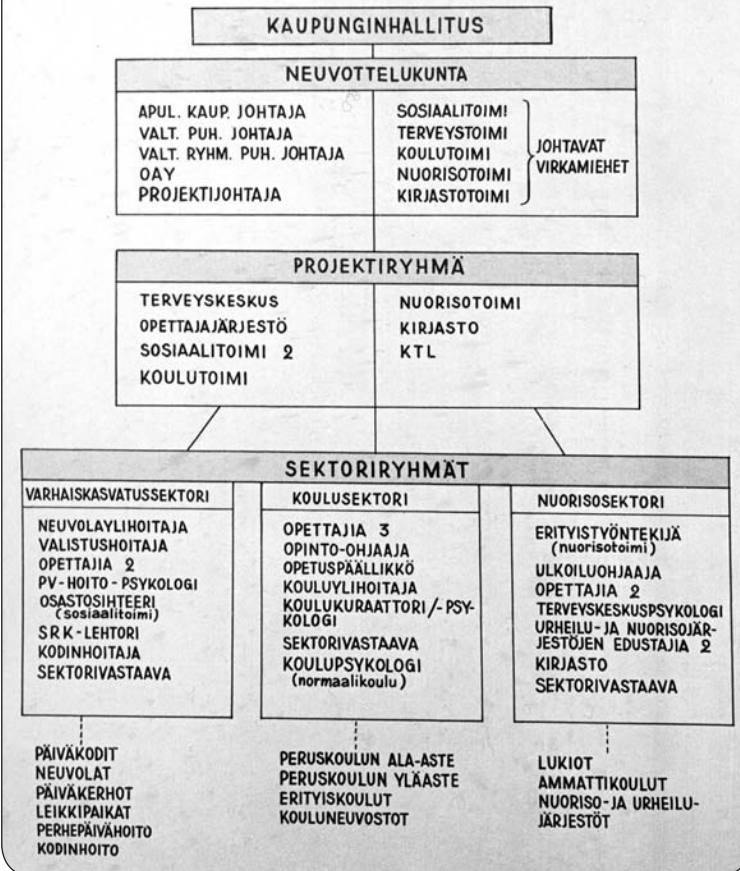 KAUPUNGINHALLITUS
NEUVOTTELUKUNTA
APUL. KAUP. JOHTAJA
VALT. PUH. JOHTAJA
VALT. RYHM. PUH. JOHTAJA
OAY
PROJEKTIJOHTAJA
SOSIAALITOIMI
TERVEYSTOIMI
KOULUTOIMI
NUORISOTOIMI
KIRJASTOTOIMI
JOHTAVAT
VIRKAMIEHET
PROJEKTIRYHMÄ
TERVEYSKESKUS
OPETTAJAJÄRJESTÖ
SOSIAALITOIMI 2
KOULUTOIMI
NUORISOTOIMI
KIRJASTO
KTL
SEKTORIRYHMÄT
VARHAISKASVATUSSEKTORI
NEUVOLAYLIHOITAJA
VALISTUSHOITAJA
OPETTAJIA 2
PV-HOITO-PSYKOLOGI
OSASTOSIHTEERI
(sosiaalitoimi)
SRK-LEHTORI
KODINHOITAJA
SEKTORIVASTAAVA
PÄIVÄKODIT
NEUVOLAT
PÄIVÄKERHOT
LEIKKIPAIKAT
PERHEPÄIVÄHOITO
KODINHOITO
KOULUSEKTORI
OPETTAJIA 3
OPINTO-OHJAAJA
OPETUSPÄÄLLIKKÖ
KOULUYLIHOITAJA
KOULUKURAATTORI/-PSY-
KOLOGI
SEKTORIVASTAAVA
KOULUPSYKOLOGI
(normaalikoulu)
PERUSKOULUN ALA-ASTE
PERUSKOULUN YLÄASTE
ERITYISKOULUT
KOULUNEUVOSTOT
NUORISOSEKTORI
ERITYISTYÖNTEKIJÄ
(nuorisotoimi)
ULKOILUOHJAAJA
OPETTAJIA 2
TERVEYSKESKUSPSYKOLOGI
URHEILU- JA NUORISOJÄR-
JESTÖJEN EDUSTAJIA 2
KIRJASTO
SEKTORIVASTAAVA
LUKIOT
AMMATTIKOULUT
NUORISO- JA URHEILU-
JÄRJESTÖT